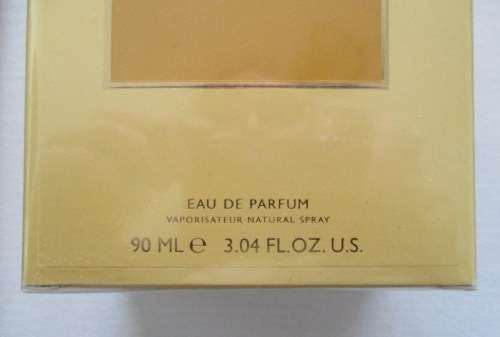 EAU DE PARFUM
VAPORISATEUR NATURAL SPRAY
90 ML ℮ 3.04 FL.OZ. U.S.